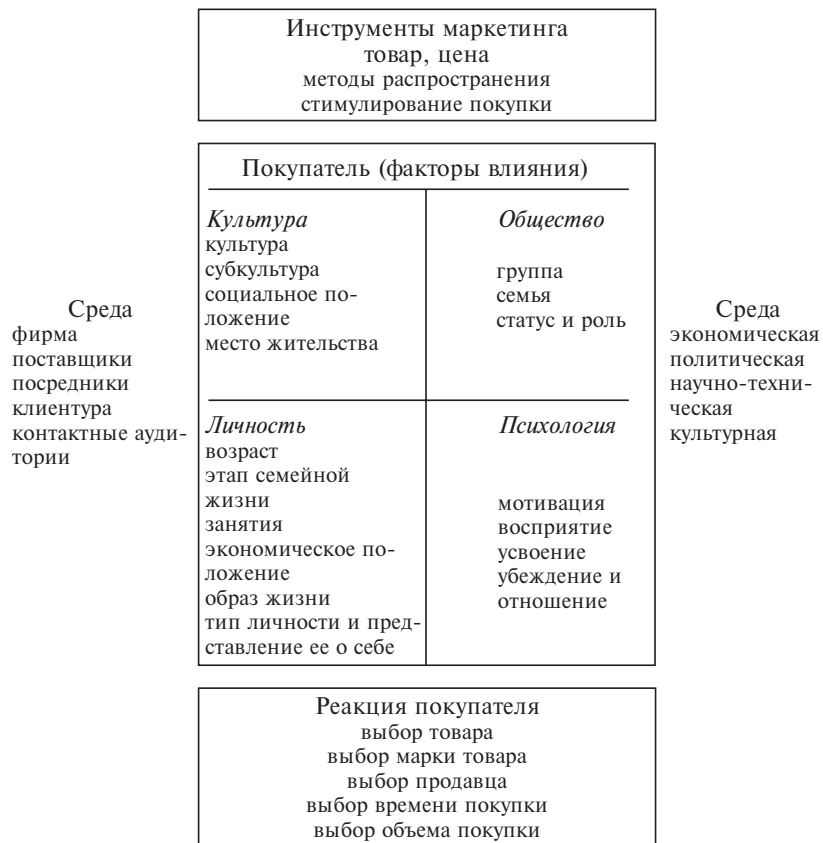 Инструменты маркетинга
товар, цена
методы распространения
стимулирование покупки
Покупатель (факторы влияния)
Культура
культура
субкультура
социальное по-
ложение
место жительства
Общество
группа
семья
статус и роль
Среда
фирма
поставщики
посредники
клиентура
контактные ауди-
тории
Среда
экономическая
политическая
научно-техни-
ческая
культурная
Личность
возраст
этап семейной
жизни
занятия
экономическое по-
ложение
образ жизни
тип личности и пред-
ставление ее о себе
Психология
мотивация
восприятие
усвоение
убеждение и
отношение
Реакция покупателя
выбор товара
выбор марки товара
выбор продавца
выбор времени покупки
выбор объема покупки